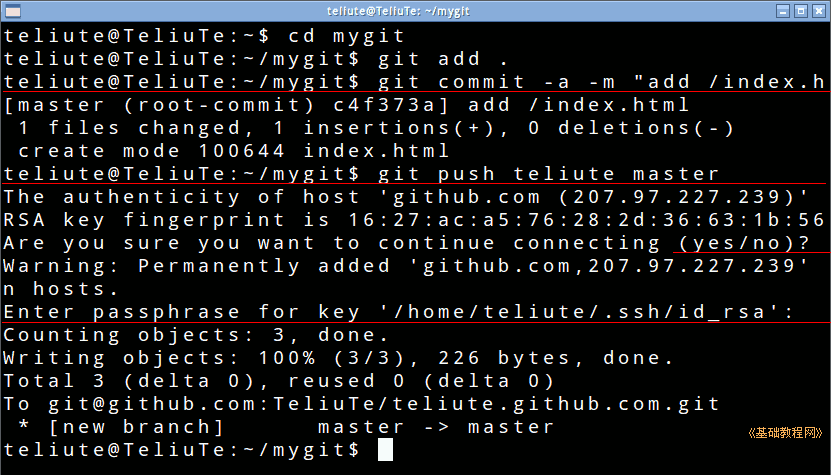 teliute@TeliuTe: ~/mygit
teliute@TeliuTe:~$ cd mygit
teliute@TeliuTe:~/mygit$ git add .
teliute@TeliuTe:~/mygit$ git commit -a -m "add /index.h
[master (root-commit) c4f373a] add /index.html
 1 files changed, 1 insertions(+), 0 deletions(-)
 create mode 100644 index.html
teliute@TeliuTe:~/mygit$ git push teliute master
The authenticity of host 'github.com (207.97.227.239)'
RSA key fingerprint is 16:27:ac:a5:76:28:2d:36:63:1b:56
Are you sure you want to continue connecting (yes/no)?
Warning: Permanently added 'github.com,207.97.227.239'
n hosts.
Enter passphrase for key '/home/teliute/.ssh/id_rsa':
Counting objects: 3, done.
Writing objects: 100% (3/3), 226 bytes, done.
Total 3 (delta 0), reused 0 (delta 0)
To git@github.com:TeliuTe/teliute.github.com.git
 * [new branch]      master -> master
《基础教程网》
teliute@TeliuTe:~/mygit$